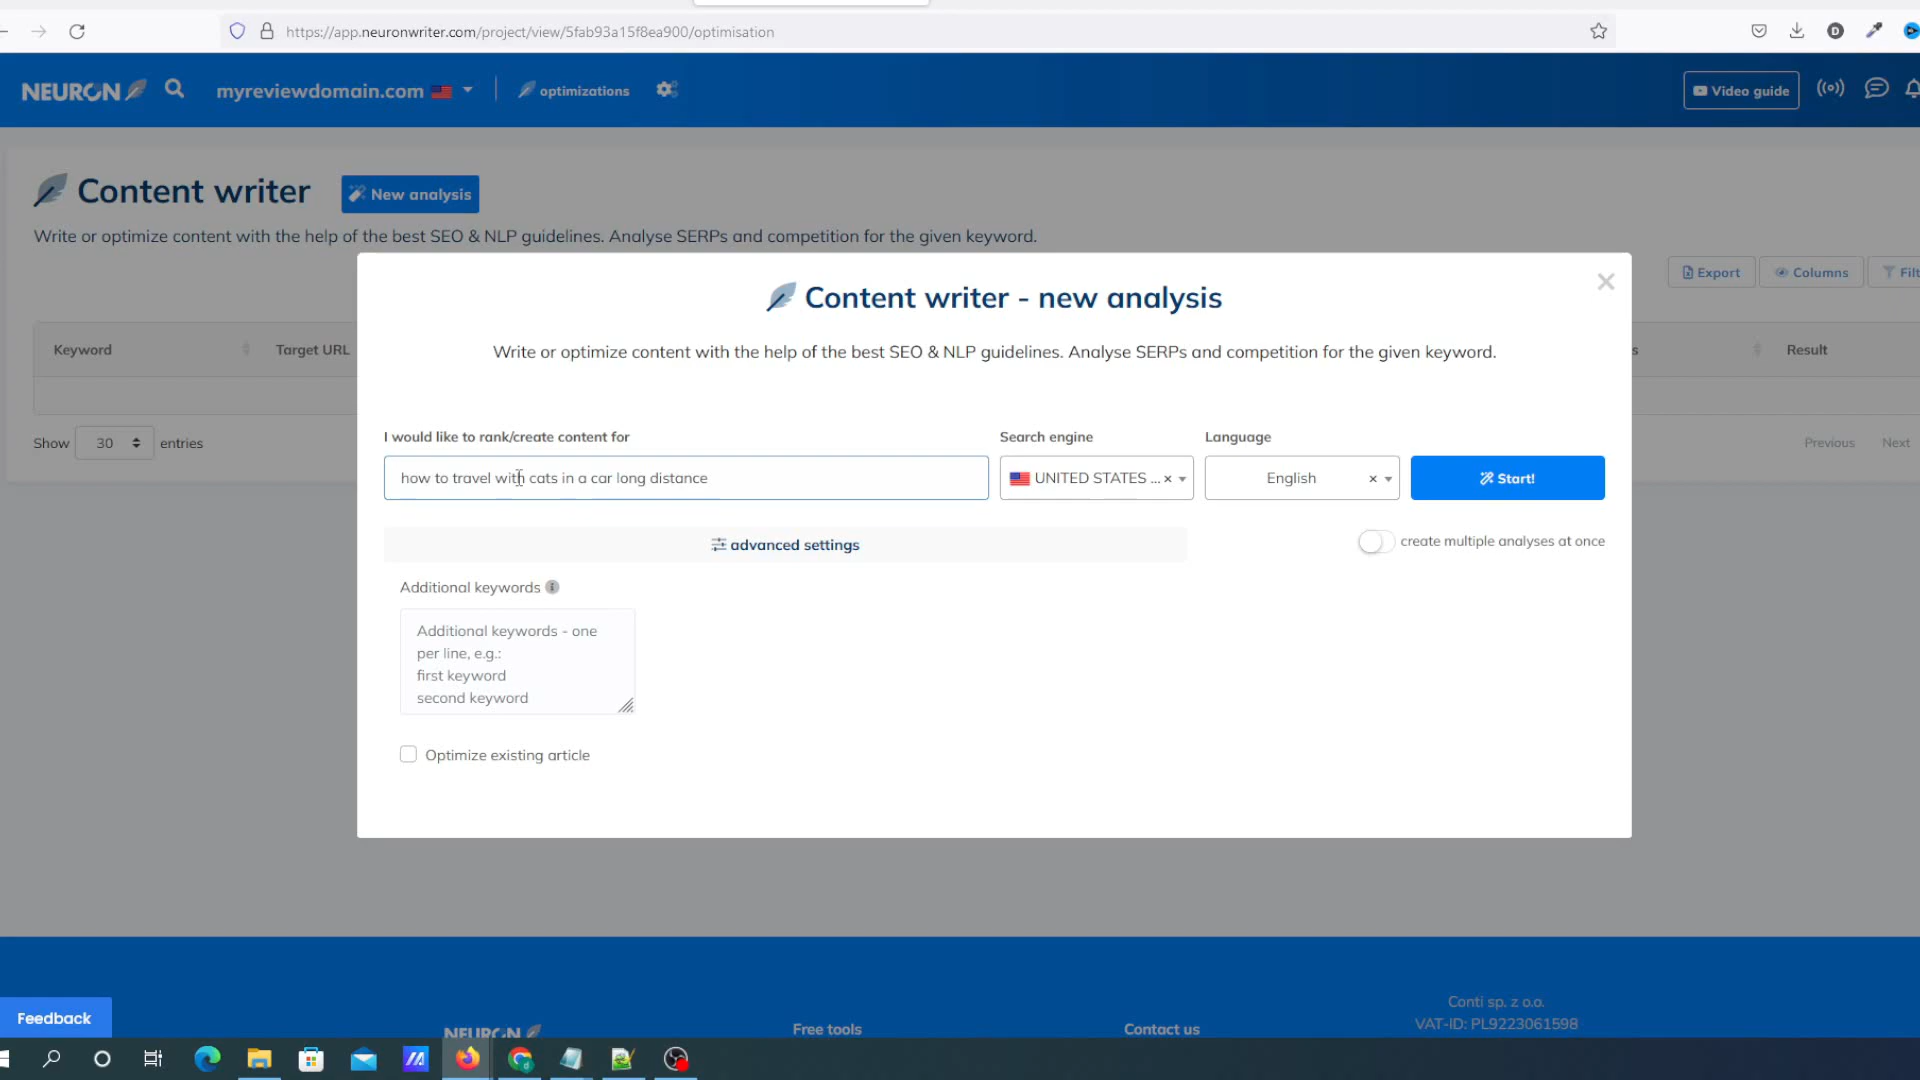 https://app.neuronwriter.com/project/view/5fab93a15f8ea900/optimisation
NEURON
myreviewdomain.com
optimizations
Video guide
Content writer
New analysis
Write or optimize content with the help of the best SEO & NLP guidelines. Analyse SERPs and competition for the given keyword.
Export
Columns
Filt
Keyword
Target URL
s
Result
Show 30 entries
Previous
Next
Content writer - new analysis
Write or optimize content with the help of the best SEO & NLP guidelines. Analyse SERPs and competition for the given keyword.
I would like to rank/create content for
Search engine
Language
how to travel with cats in a car long distance
UNITED STATES ... ×
English ×
Start!
advanced settings
create multiple analyses at once
Additional keywords
Additional keywords - one
per line, e.g.:
first keyword
second keyword
Optimize existing article
Feedback
NEURON
Free tools
Contact us
Conti sp. z o.o.
VAT-ID: PL9223061598